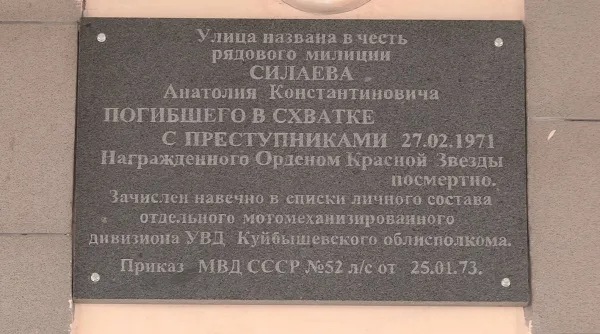 Улица названа в честь
рядового милиции
СИЛАЕВА
Анатолия Константиновича
ПОГИБШЕГО В СХВАТКЕ
С ПРЕСТУПНИКАМИ 27.02.1971
Награжденного Орденом Красной Звезды
посмертно.
Зачислен навечно в списки личного состава
отдельного мотомеханизированного
дивизиона УВД Куйбышевского облисполкома.
Приказ МВД СССР №52 л/с от 25.01.73.